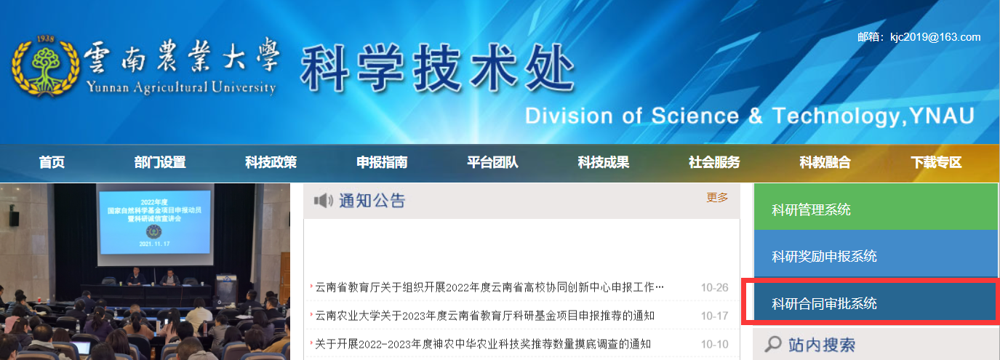 邮箱：kjc2019@163.com
1938
雲南農業大學
Yunnan Agricultural University
科学技术处
Division of Science & Technology,YNAU
首页
部门设置
科技政策
申报指南
平台团队
科技成果
社会服务
科教融合
下载专区
2022年度
国家自然科学基金项目申报动员
暨科研诚信宣讲会
2021.11.17
通知公告
更多
云南省教育厅关于组织开展2022年度云南省高校协同创新中心申报工作…
10-26
云南农业大学关于2023年度云南省教育厅科研基金项目申报推荐的通知
10-17
关于开展2022-2023年度神农中华农业科技奖推荐数量摸底调查的通知
10-10
科研管理系统
科研奖励申报系统
科研合同审批系统
站内搜索